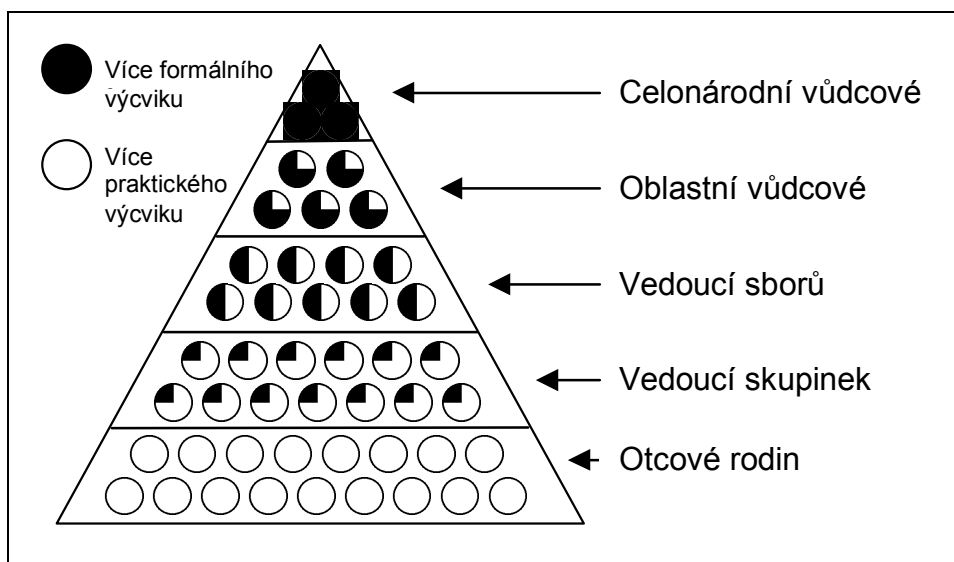 Více formálního
výcviku
Více
praktického
výcviku
Celonárodní vůdcové
Oblastní vůdcové
Vedoucí sborů
Vedoucí skupinek
Otcové rodin